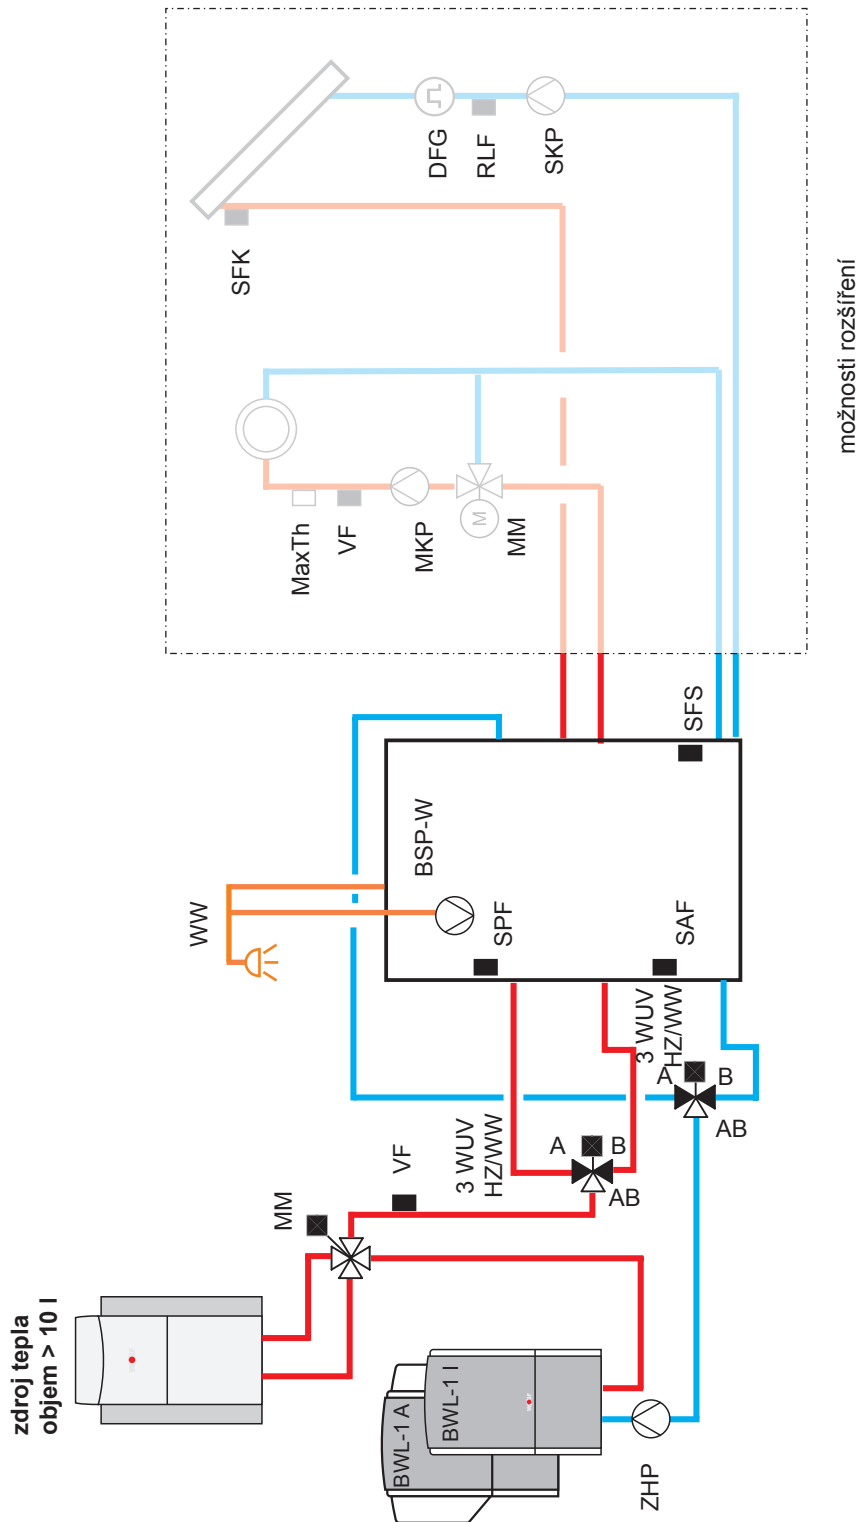 zdroj tepla
objem > 10 l
MM
VF
3 WUV
HZ/WW
A
B
AB
3 WUV
HZ/WW
A
B
AB
BWL-1 A
BWL-1 I
ZHP
WW
BSP-W
SPF
SAF
SFS
MaxTh
VF
MKP
MM
M
SFK
DFG
RLF
SKP
možnosti rozšíření